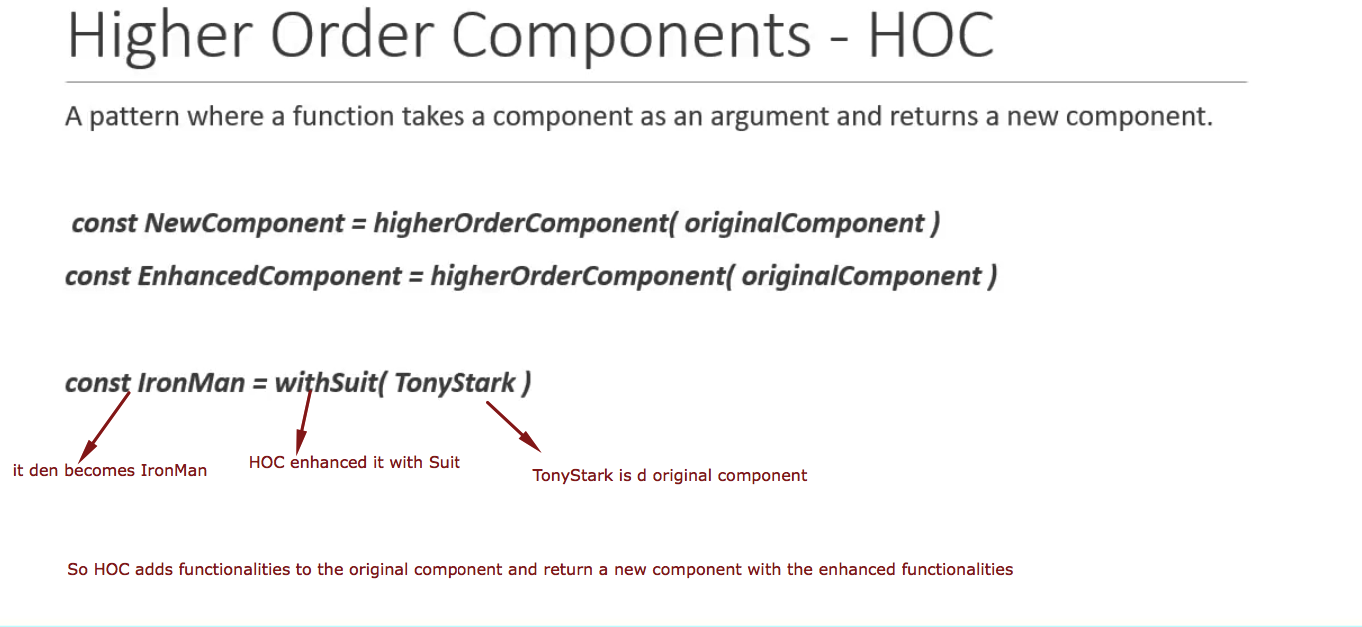 Higher Order Components - HOC
A pattern where a function takes a component as an argument and returns a new component.
const NewComponent = higherOrderComponent( originalComponent )
const EnhancedComponent = higherOrderComponent( originalComponent )
const IronMan = withSuit( TonyStark )
it den becomes IronMan
HOC enhanced it with Suit
TonyStark is d original component
So HOC adds functionalities to the original component and return a new component with the enhanced functionalities